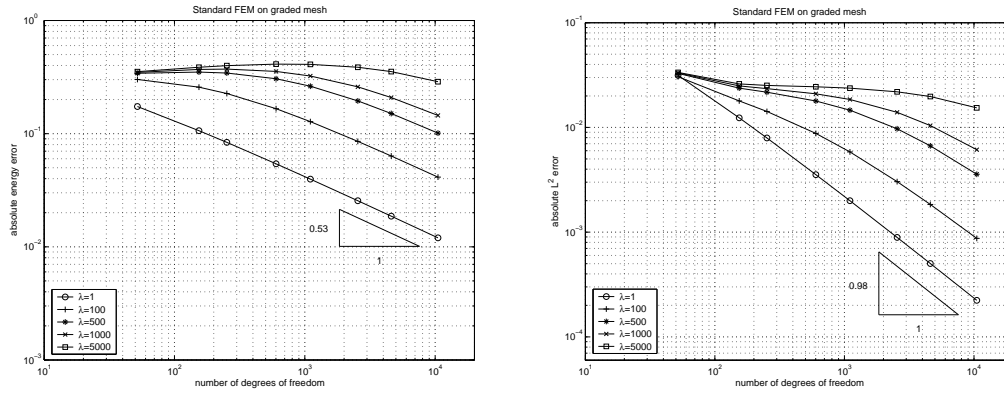 Standard FEM on graded mesh
10^0
10^{-1}
10^{-2}
10^{-3}
absolute energy error
0.53
1
λ=1
λ=100
λ=500
λ=1000
λ=5000
10^1
10^2
10^3
10^4
number of degrees of freedom
Standard FEM on graded mesh
10^{-1}
10^{-2}
10^{-3}
10^{-4}
absolute L^2 error
0.98
1
λ=1
λ=100
λ=500
λ=1000
λ=5000
10^1
10^2
10^3
10^4
number of degrees of freedom